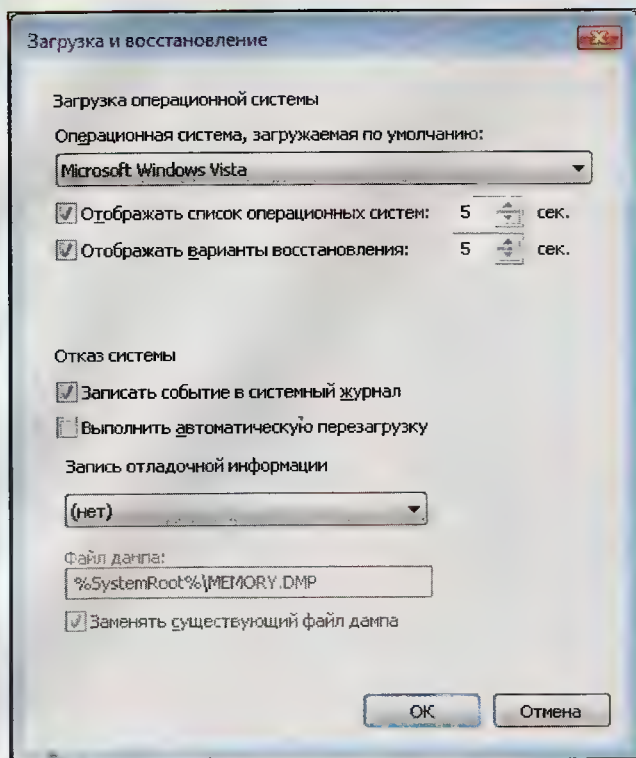 Загрузка и восстановление
Загрузка операционной системы
Операционная система, загружаемая по умолчанию:
Microsoft Windows Vista
Отображать список операционных систем: 5 сек.
Отображать варианты восстановления: 5 сек.
Отказ системы
Записать событие в системный журнал
Выполнить автоматическую перезагрузку
Запись отладочной информации
(нет)
Файл дампа:
%SystemRoot%\MEMORY.DMP
Заменять существующий файл дампа
ОК Отмена